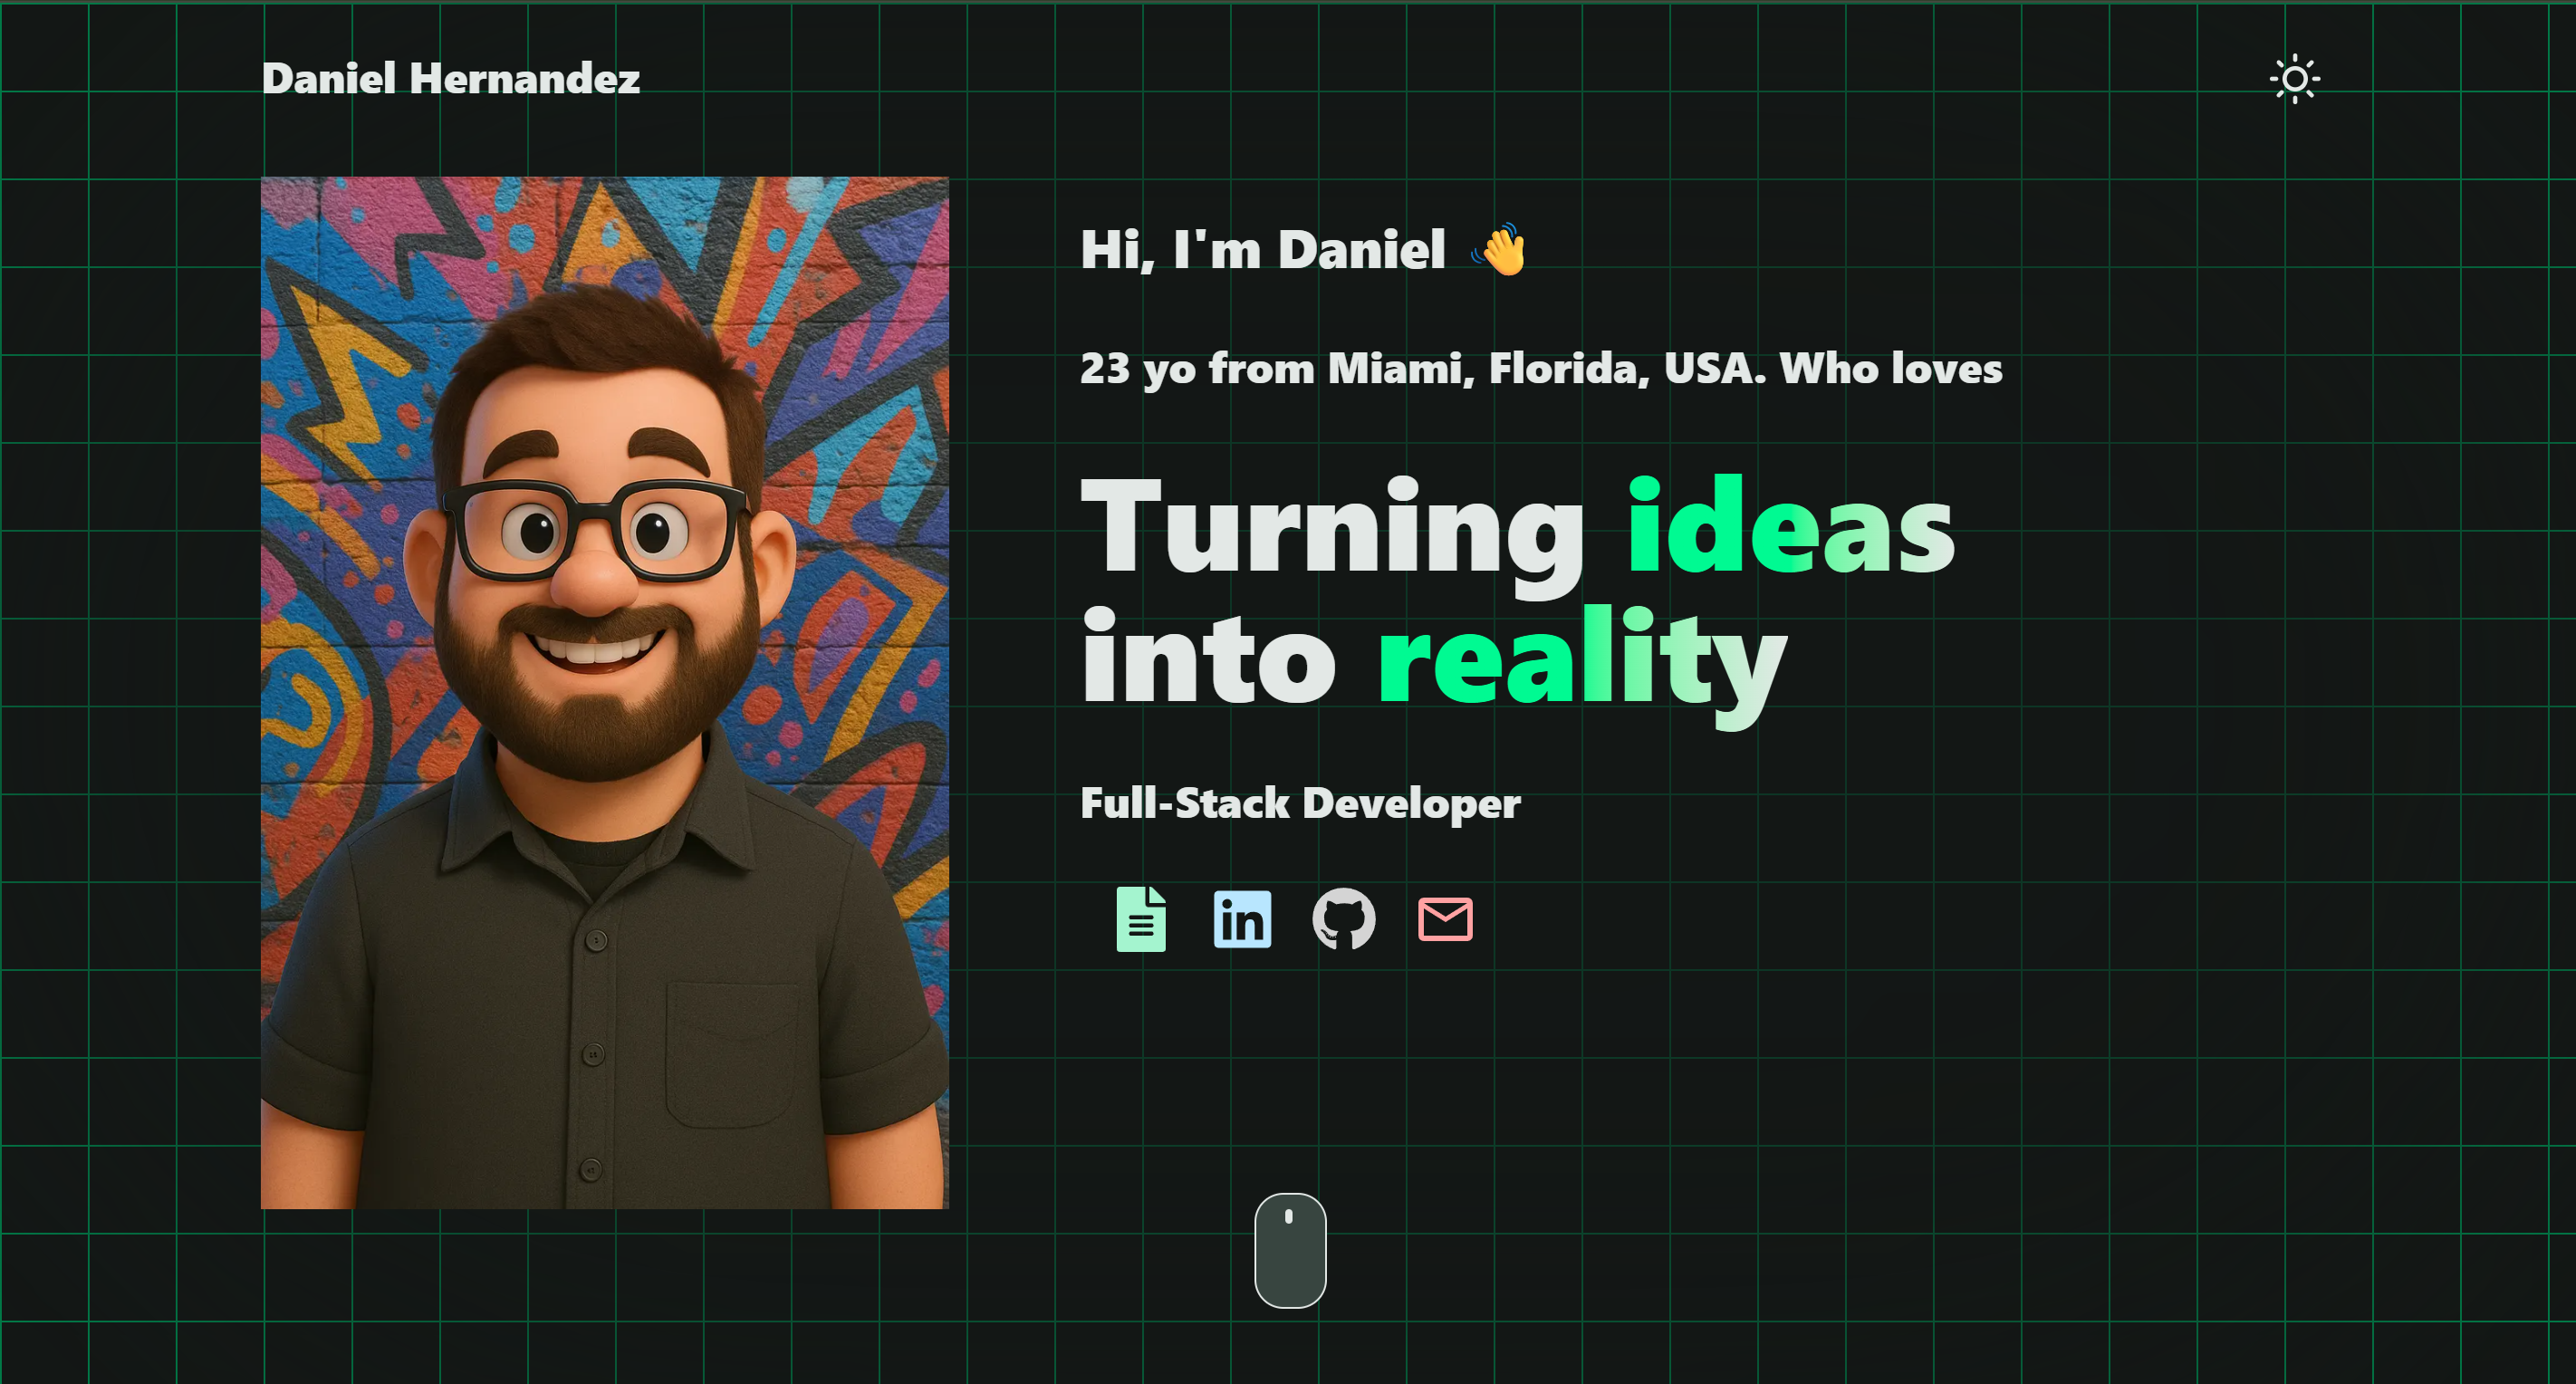 Daniel Hernandez
Hi, I'm Daniel 👋
23 yo from Miami, Florida, USA. Who loves
Turning ideas
into reality
Full-Stack Developer
in